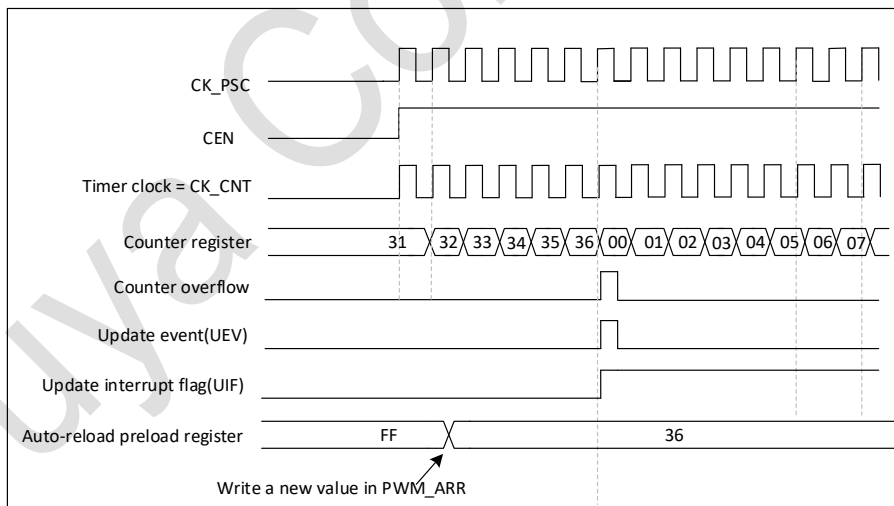 CK_PSC
CEN
Timer clock = CK_CNT
Counter register 31 32 33 34 35 36 00 01 02 03 04 05 06 07
Counter overflow
Update event(UEV)
Update interrupt flag(UIF)
Auto-reload preload register FF 36
Write a new value in PWM_ARR
uya Co